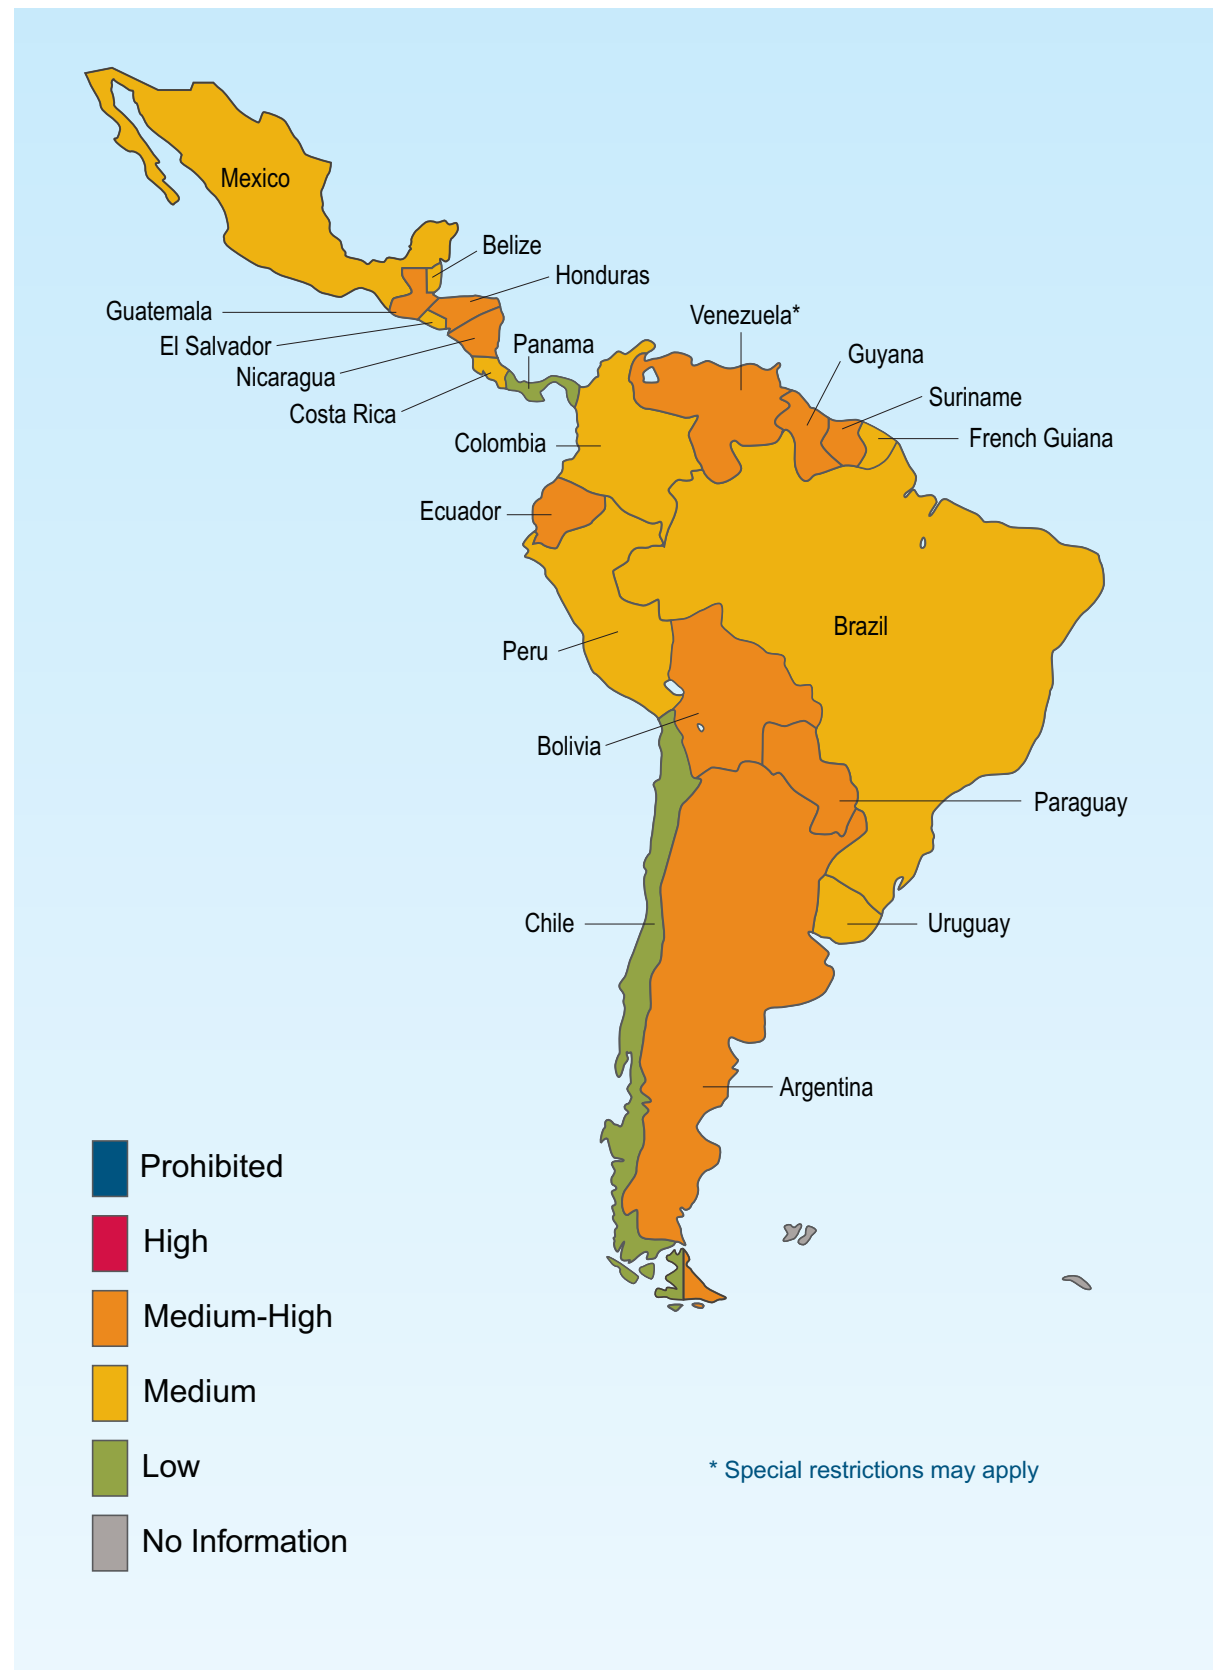 Mexico
Belize
Honduras
Guatemala
Venezuela*
El Salvador
Panama
Guyana
Nicaragua
Suriname
Costa Rica
French Guiana
Colombia
Ecuador
Brazil
Peru
Bolivia
Paraguay
Chile
Uruguay
Argentina
Prohibited
High
Medium-High
Medium
Low
* Special restrictions may apply
No Information